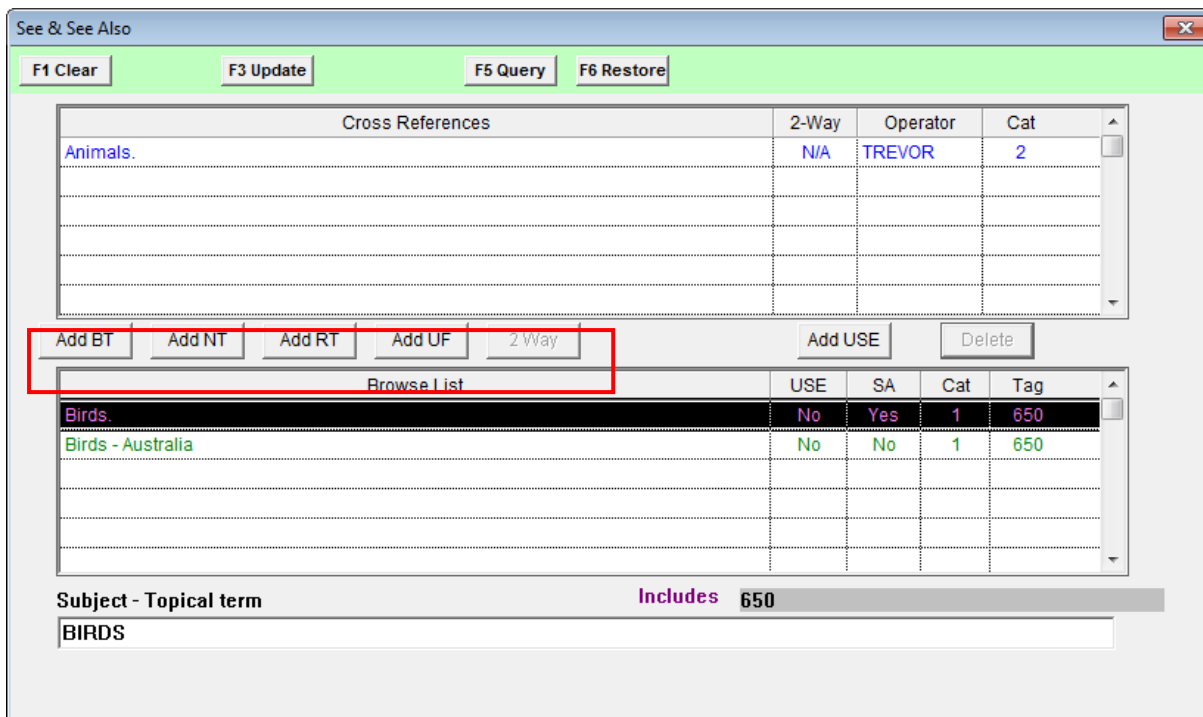 See & See Also
F1 Clear F3 Update F5 Query F6 Restore
Cross References 2-Way Operator Cat
Animals. N/A TREVOR 2
Add BT Add NT Add RT Add UF 2 Way Add USE Delete
Browse List USE SA Cat Tag
Birds. No Yes 1 650
Birds - Australia No No 1 650
Subject - Topical term Includes 650
BIRDS